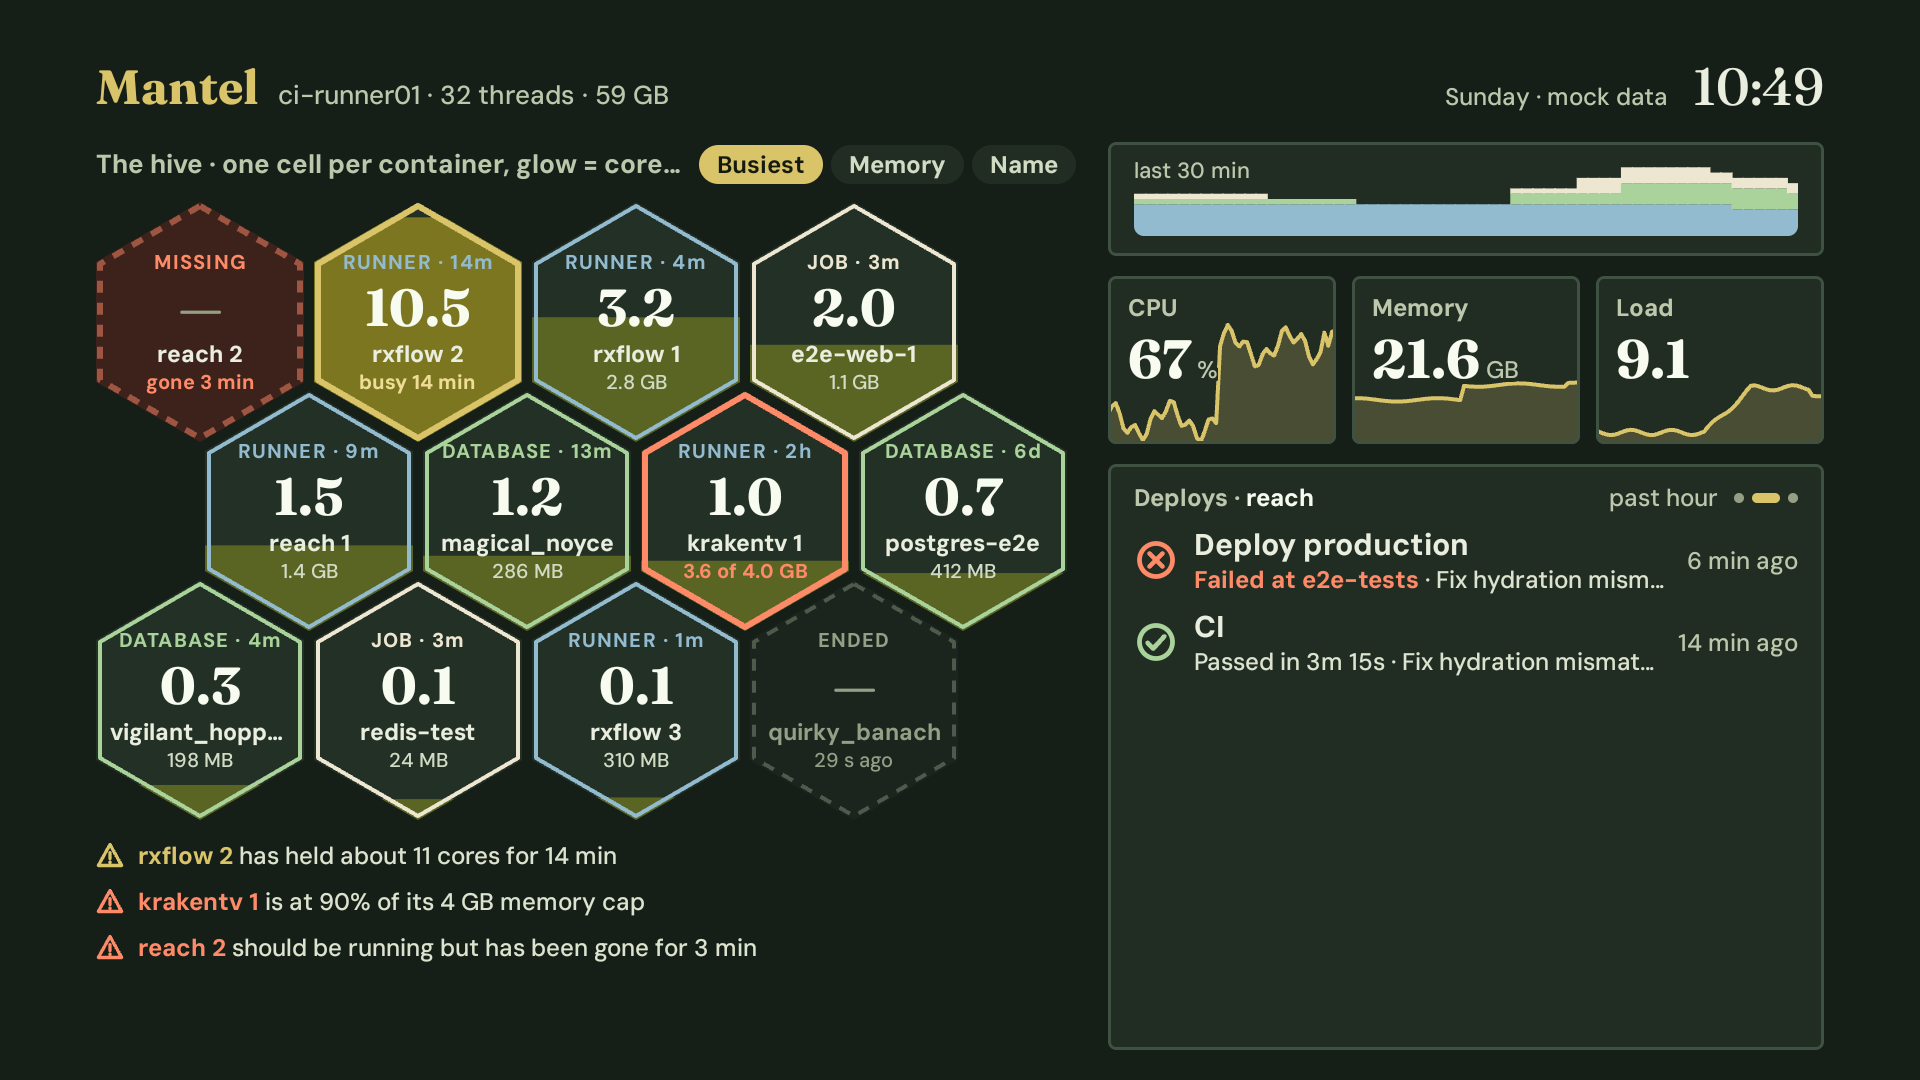 Mantel ci-runner01 · 32 threads · 59 GB
Sunday · mock data 10:49
The hive · one cell per container, glow = core… Busiest Memory Name
MISSING
—
reach 2
gone 3 min
RUNNER · 14m
10.5
rxflow 2
busy 14 min
RUNNER · 4m
3.2
rxflow 1
2.8 GB
JOB · 3m
2.0
e2e-web-1
1.1 GB
RUNNER · 9m
1.5
reach 1
1.4 GB
DATABASE · 13m
1.2
magical_noyce
286 MB
RUNNER · 2h
1.0
krakentv 1
3.6 of 4.0 GB
DATABASE · 6d
0.7
postgres-e2e
412 MB
DATABASE · 4m
0.3
vigilant_hopp…
198 MB
JOB · 3m
0.1
redis-test
24 MB
RUNNER · 1m
0.1
rxflow 3
310 MB
ENDED
—
quirky_banach
29 s ago
rxflow 2 has held about 11 cores for 14 min
krakentv 1 is at 90% of its 4 GB memory cap
reach 2 should be running but has been gone for 3 min
last 30 min
CPU
67 %
Memory
21.6 GB
Load
9.1
Deploys · reach past hour
Deploy production
Failed at e2e-tests · Fix hydration mism…
6 min ago
CI
Passed in 3m 15s · Fix hydration mismat…
14 min ago